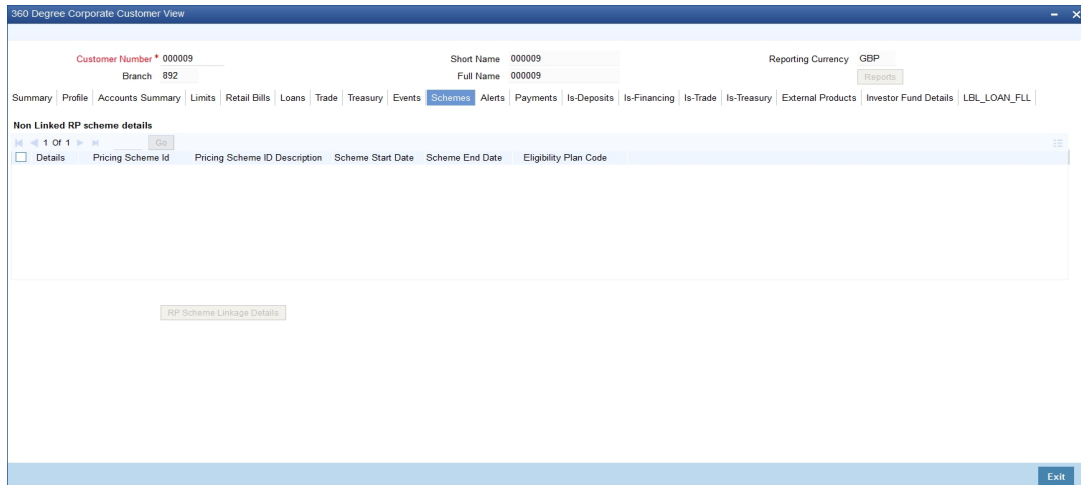 360 Degree Corporate Customer View
Customer Number * 000009 Short Name 000009 Reporting Currency GBP
Branch 892 Full Name 000009 Reports
Summary Profile Accounts Summary Limits Retail Bills Loans Trade Treasury Events Schemes Alerts Payments Is-Deposits Is-Financing Is-Trade Is-Treasury External Products Investor Fund Details LBL_LOAN_FLL
Non Linked RP scheme details
1 Of 1 Go
Details Pricing Scheme Id Pricing Scheme ID Description Scheme Start Date Scheme End Date Eligibility Plan Code
RP Scheme Linkage Details
Exit